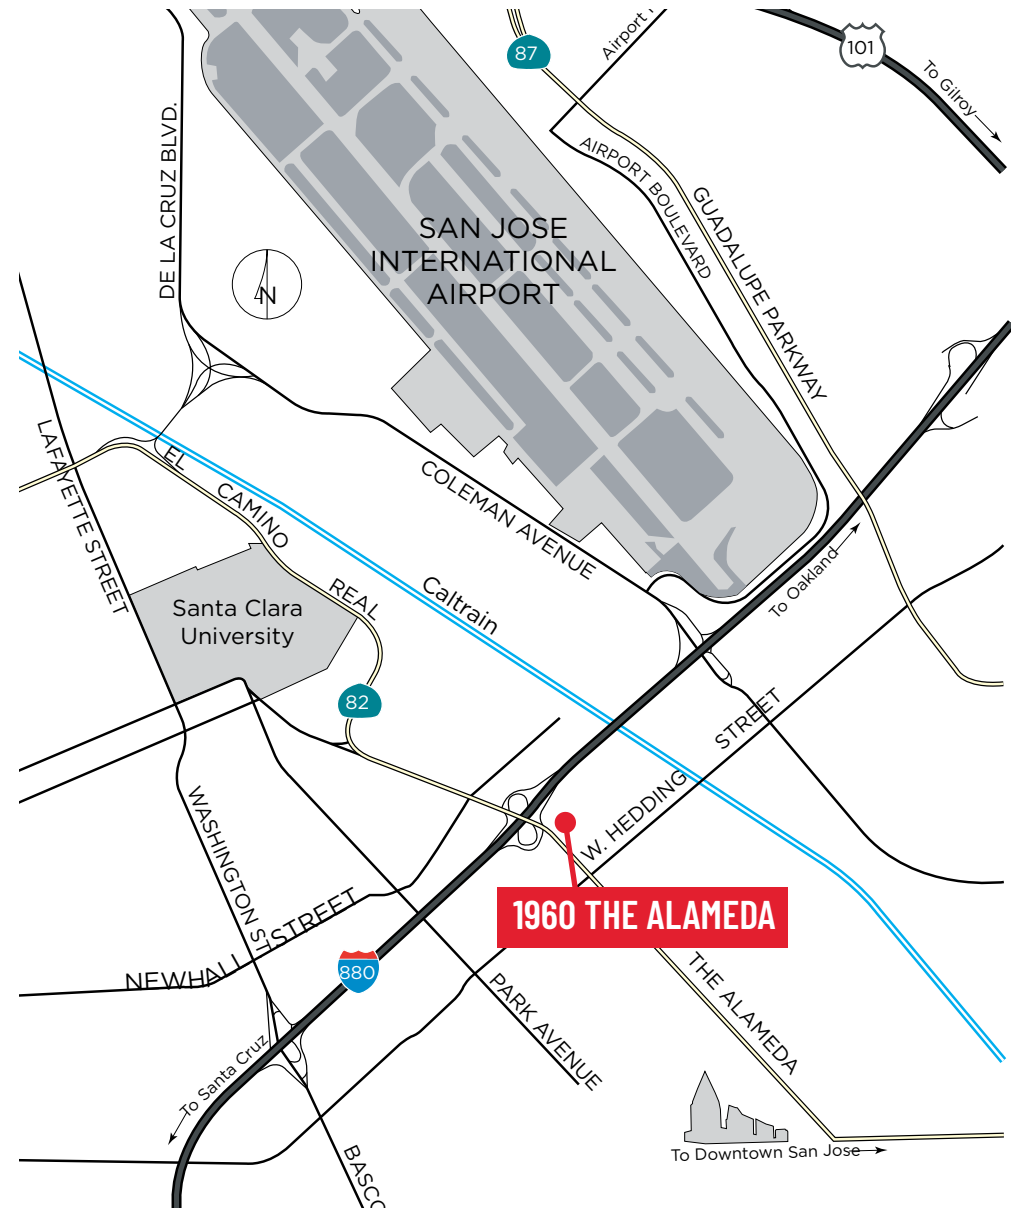 87
Airport
101
To Gilroy
DE LA CRUZ BLVD.
AIRPORT BOULEVARD
GUADALUPE PARKWAY
SAN JOSE
INTERNATIONAL
AIRPORT
N
LAFAYETTE STREET
EL CAMINO REAL
COLEMAN AVENUE
Caltrain
To Oakland
Santa Clara
University
82
W. HEDDING STREET
WASHINGTON ST
1960 THE ALAMEDA
NEWHALL STREET
880
THE ALAMEDA
PARK AVENUE
To Santa Cruz
To Downtown San Jose
BASCO